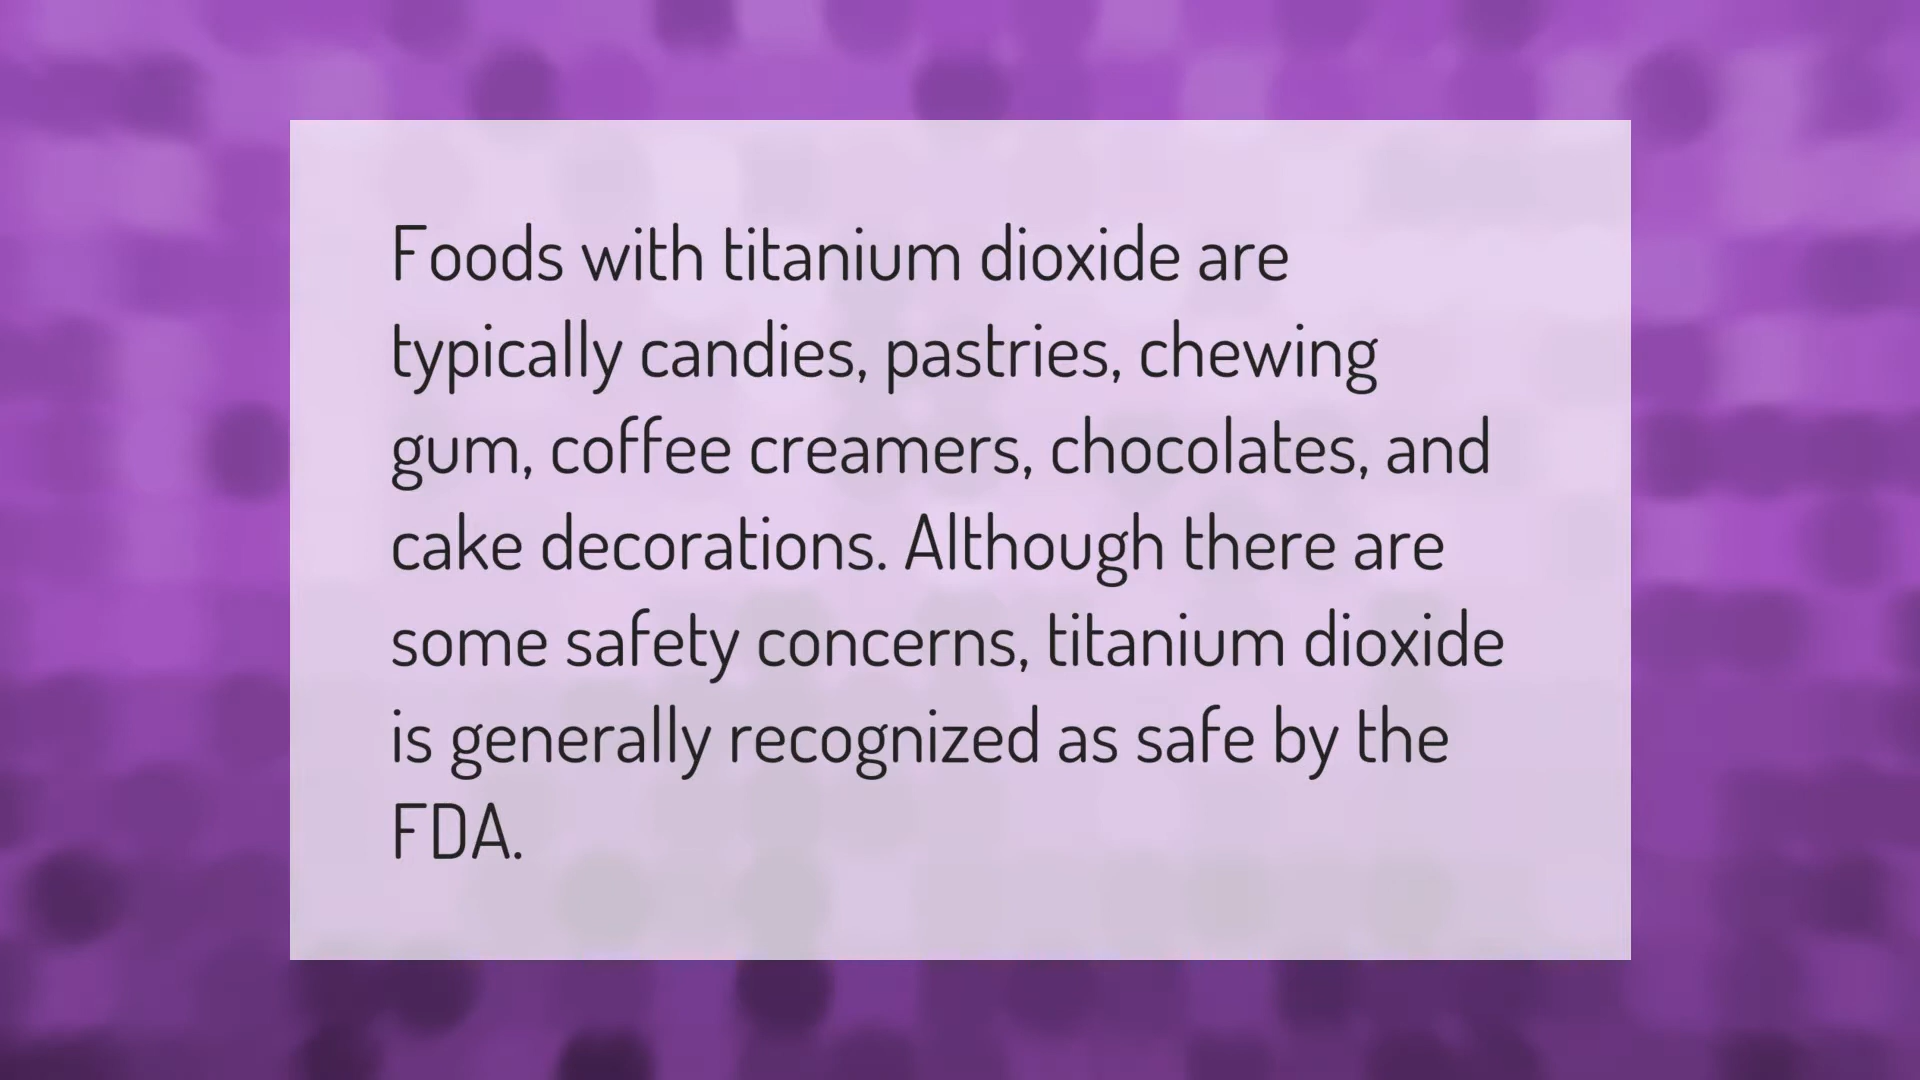 Foods with titanium dioxide are
typically candies, pastries, chewing
gum, coffee creamers, chocolates, and
cake decorations. Although there are
some safety concerns, titanium dioxide
is generally recognized as safe by the
FDA.